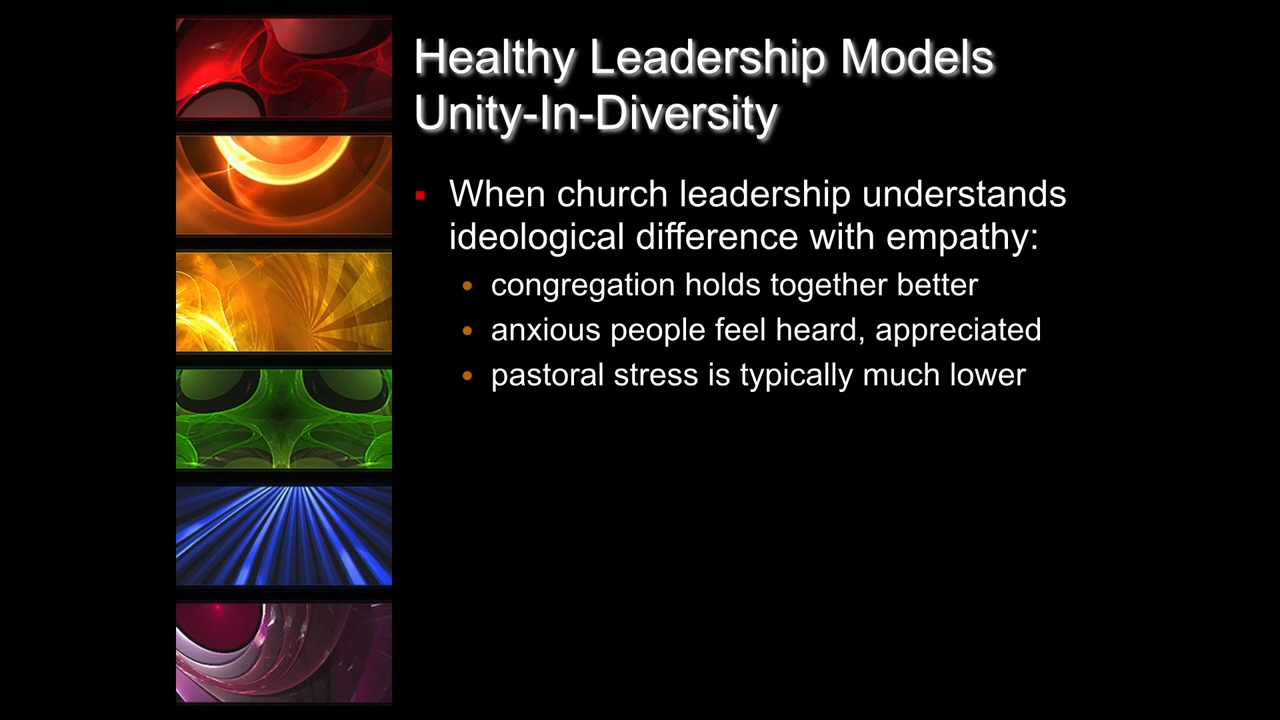 Healthy Leadership Models
Unity-In-Diversity
When church leadership understands
ideological difference with empathy:
congregation holds together better
anxious people feel heard, appreciated
pastoral stress is typically much lower